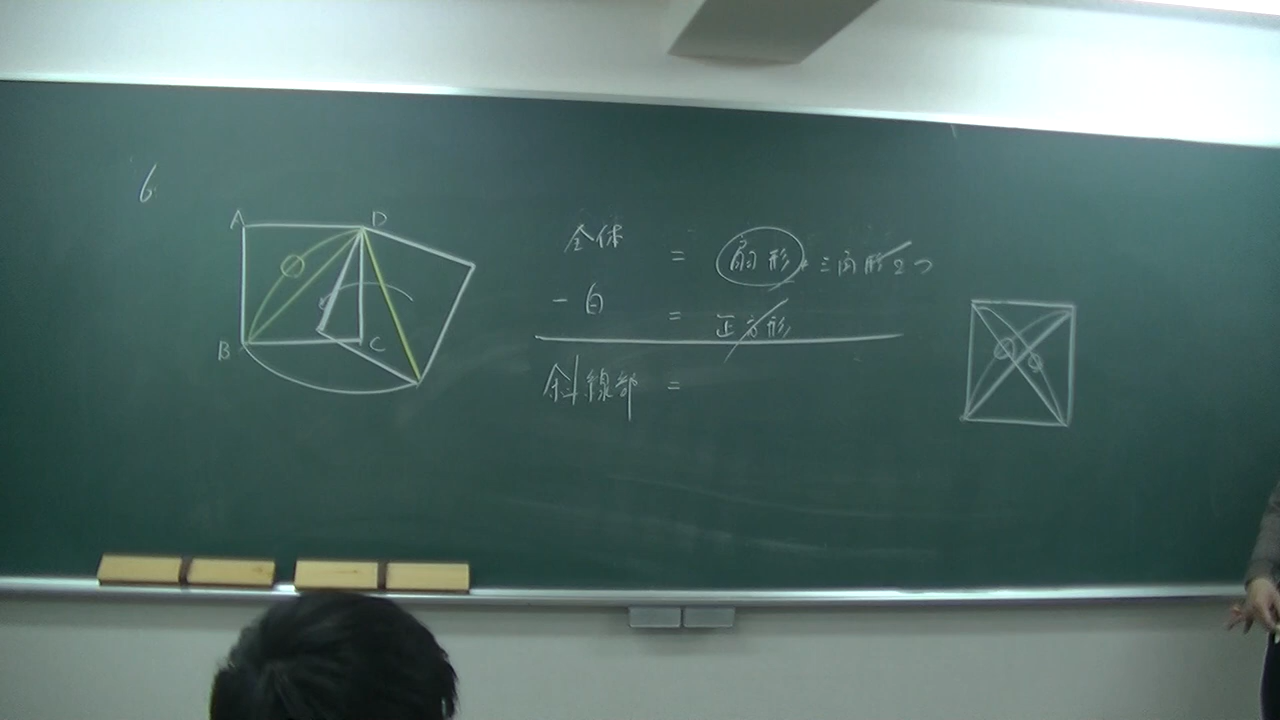 6
A D
B C
全体 = 扇形+三角形2つ
-白 = 正方形
斜線部 =